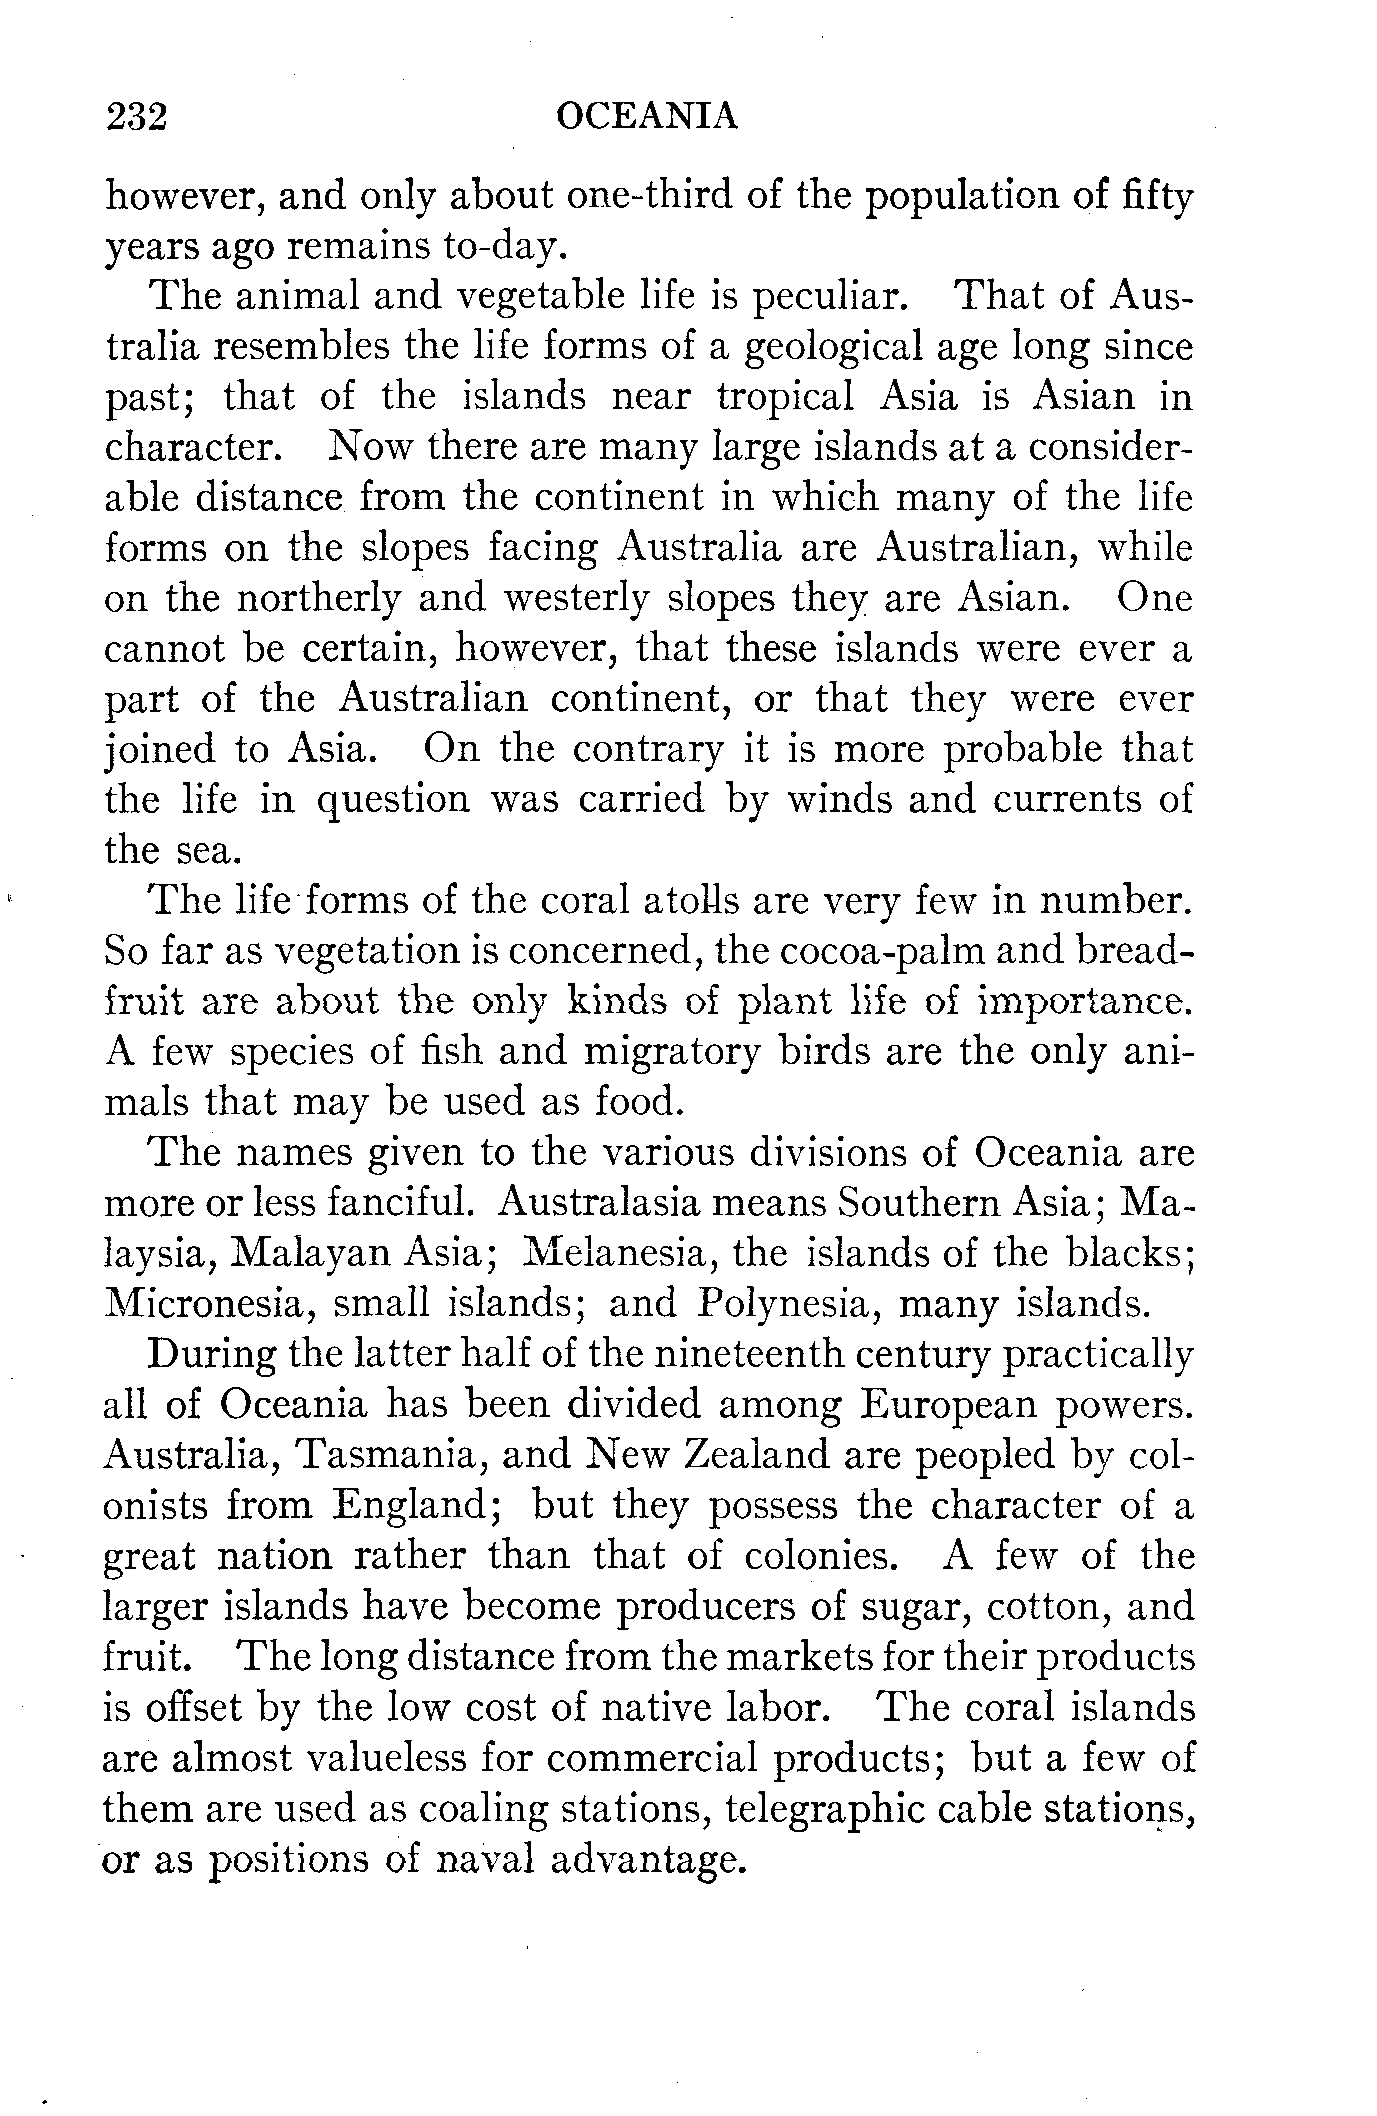 232 OCEANIA
however, and only about one-third of the population of fifty
years ago remains to-day.
The animal and vegetable life is peculiar. That of Aus-
tralia resembles the life forms of a geological age long since
past; that of the islands near tropical Asia is Asian in
character. Now there are many large islands at a consider-
able distance from the continent in which many of the life
forms on the slopes facing Australia are Australian, while
on the northerly and westerly slopes they are Asian. One
cannot be certain, however, that these islands were ever a
part of the Australian continent, or that they were ever
joined to Asia. On the contrary it is more probable that
the life in question was carried by winds and currents of
the sea.
The life forms of the coral atolls are very few in number.
So far as vegetation is concerned, the cocoa-palm and bread-
fruit are about the only kinds of plant life of importance.
A few species of fish and migratory birds are the only ani-
mals that may be used as food.
The names given to the various divisions of Oceania are
more or less fanciful. Australasia means Southern Asia; Ma-
laysia, Malayan Asia; Melanesia, the islands of the blacks;
Micronesia, small islands; and Polynesia, many islands.
During the latter half of the nineteenth century practically
all of Oceania has been divided among European powers.
Australia, Tasmania, and New Zealand are peopled by col-
onists from England; but they possess the character of a
great nation rather than that of colonies. A few of the
larger islands have become producers of sugar, cotton, and
fruit. The long distance from the markets for their products
is offset by the low cost of native labor. The coral islands
are almost valueless for commercial products; but a few of
them are used as coaling stations, telegraphic cable stations,
or as positions of naval advantage.